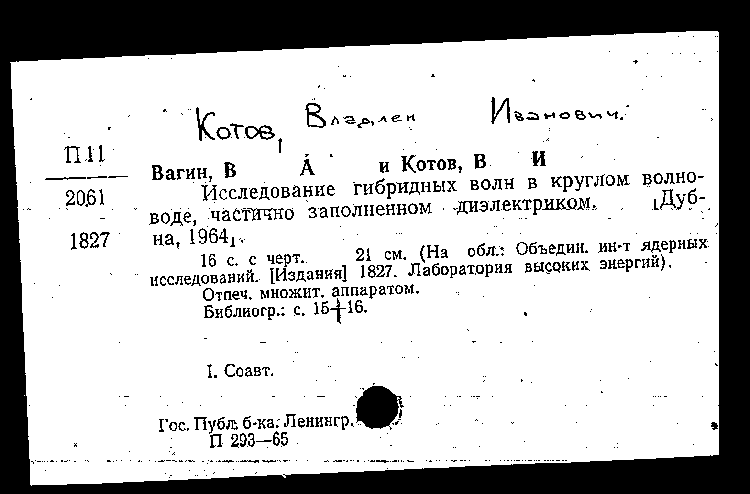 Котов, Владлен Иванович.
П11
2061
1827
Вагин, В А и Котов, В И
Исследование гибридных волн в круглом волно-
воде, частично заполненном диэлектриком. [Дуб-
на, 1964].
16 с. с черт. 21 см. (На обл.: Объедин. ин-т ядерных
исследований. [Издания] 1827. Лаборатория высоких энергий).
Отпеч. множит. аппаратом.
Библиогр.: с. 15—16.
I. Соавт.
Гос. Публ. б-ка. Ленингр.
П 293—65